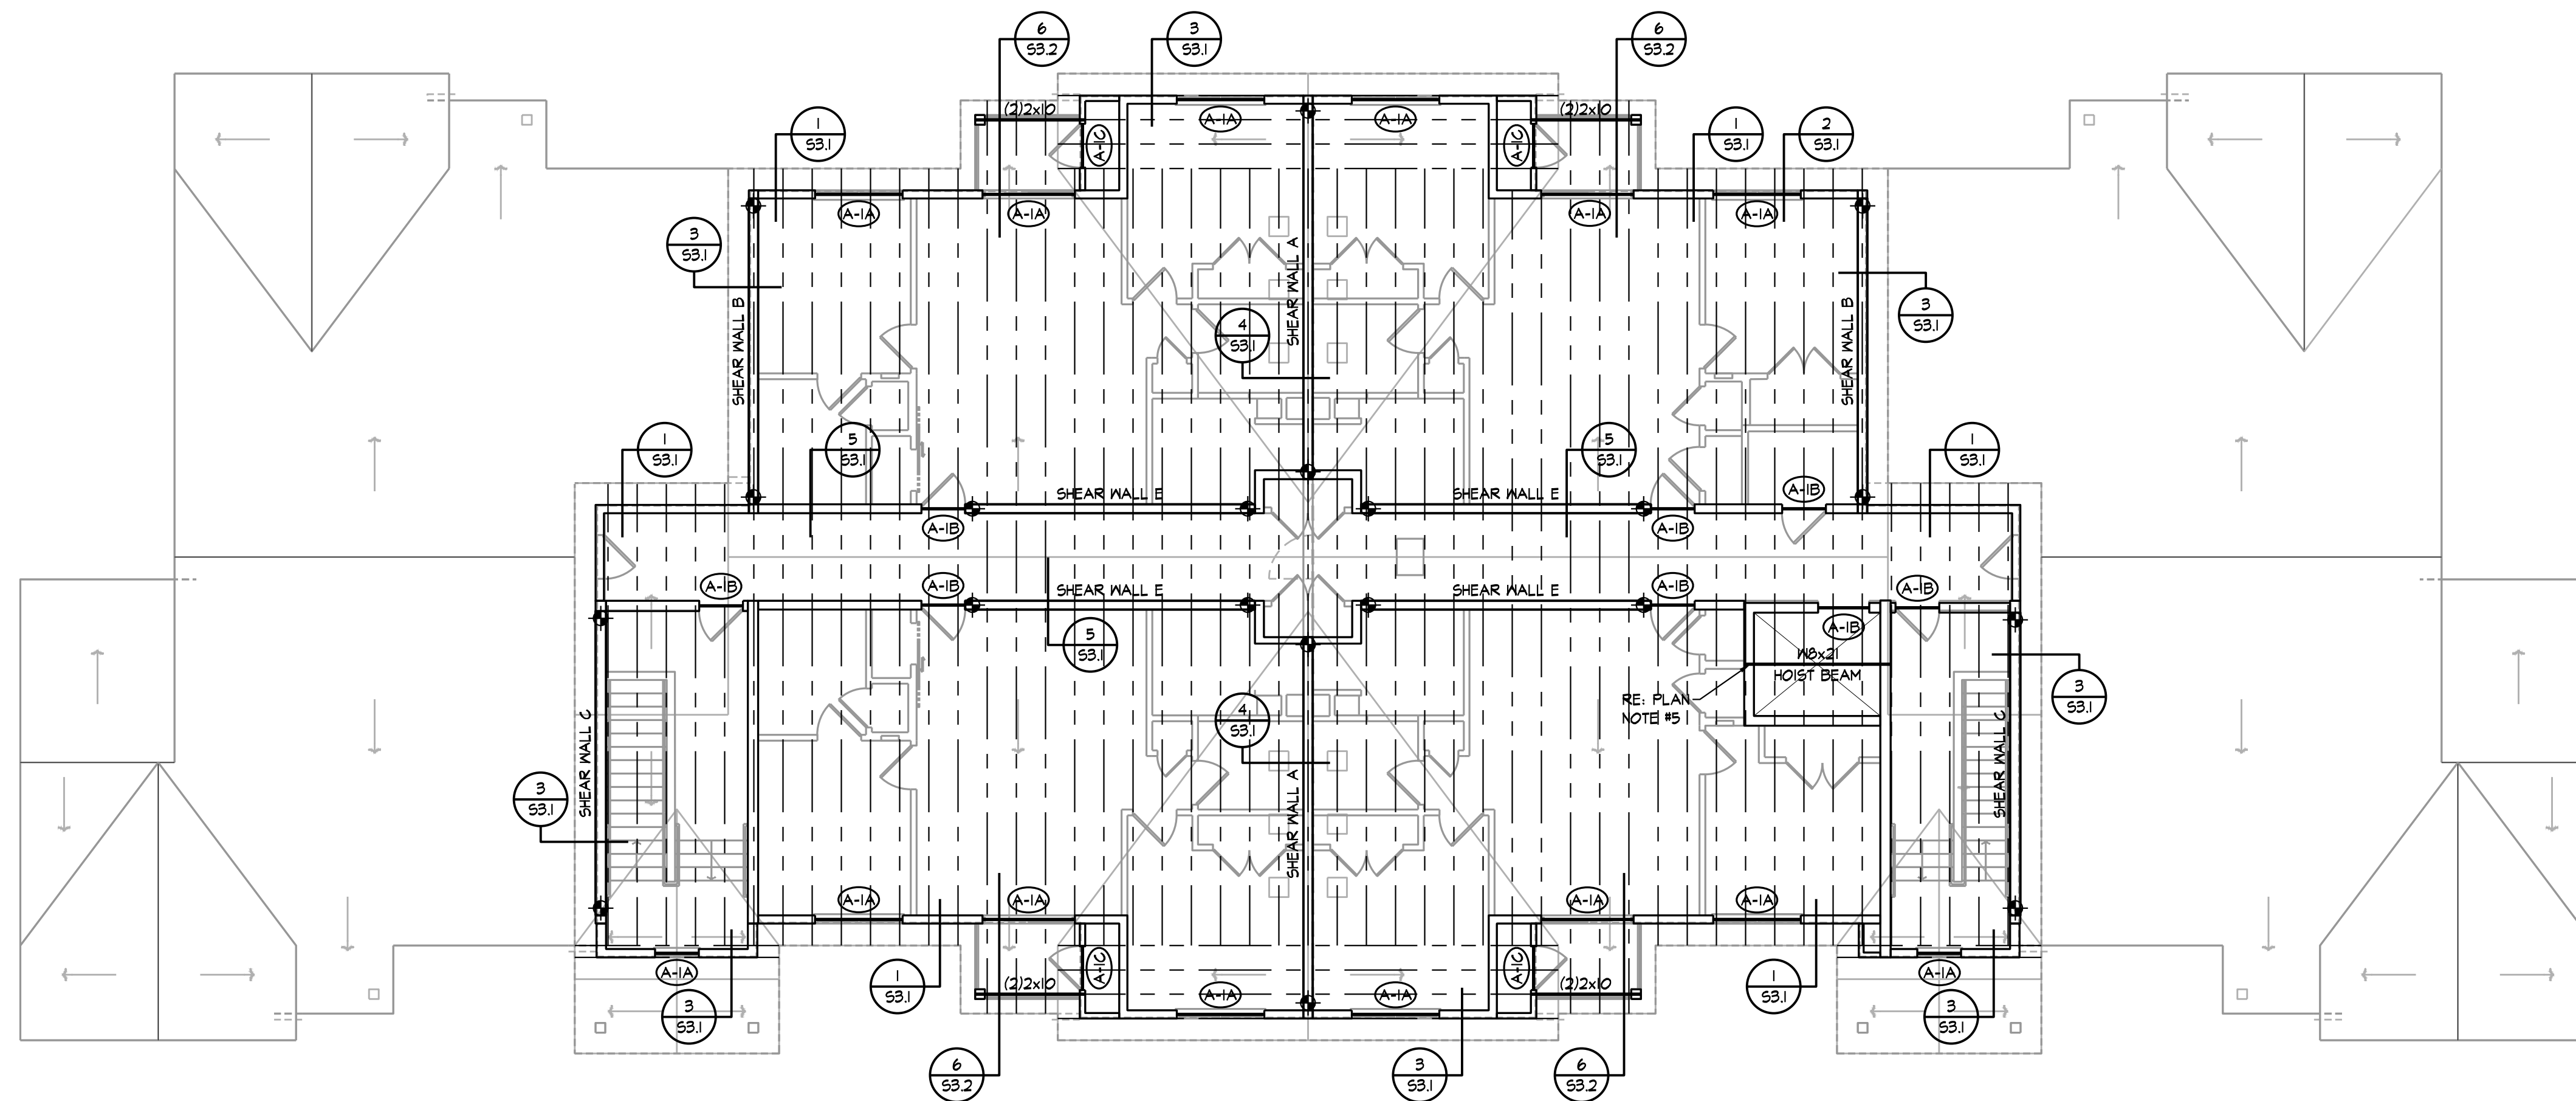 6
S3.2
3
S3.1
6
S3.2
1
S3.1
(2)2x10
A-1C
A-1A
A-1A
A-1C
(2)2x10
1
S3.1
2
S3.1
A-1A
A-1A
A-1A
A-1A
3
S3.1
SHEAR WALL B
SHEAR WALL A
4
S3.1
3
S3.1
SHEAR WALL B
1
S3.1
5
S3.1
5
S3.1
1
S3.1
SHEAR WALL E
SHEAR WALL E
A-1B
A-1B
A-1B
A-1B
A-1B
SHEAR WALL E
SHEAR WALL E
A-1B
A-1B
5
S3.1
A-1B
W8x21
HOIST BEAM
RE: PLAN
NOTE #5
3
S3.1
4
S3.1
SHEAR WALL C
SHEAR WALL A
SHEAR WALL C
3
S3.1
A-1A
A-1A
A-1A
A-1A
A-1A
1
S3.1
(2)2x10
A-1C
A-1A
A-1A
A-1C
(2)2x10
1
S3.1
A-1A
3
S3.1
3
S3.1
6
S3.2
3
S3.1
6
S3.2